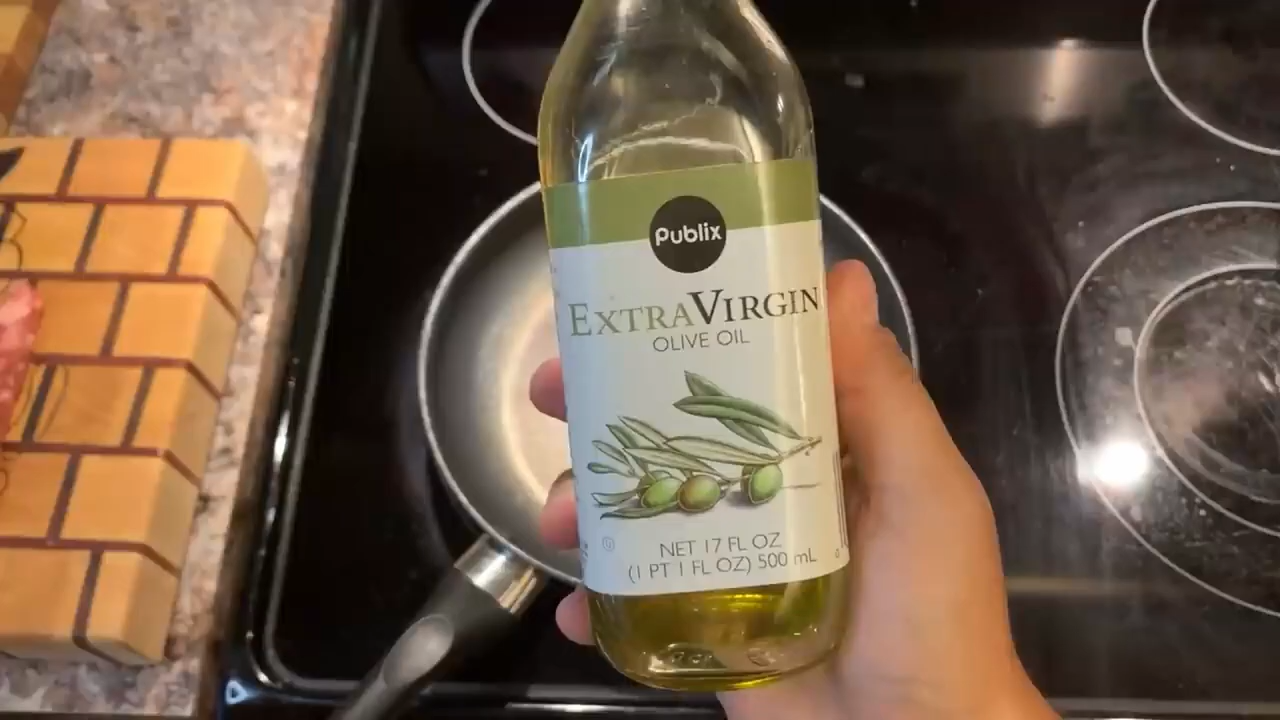 Publix
EXTRAVIRGIN
OLIVE OIL
NET 17 FL OZ
(1 PT 1 FL OZ) 500 mL